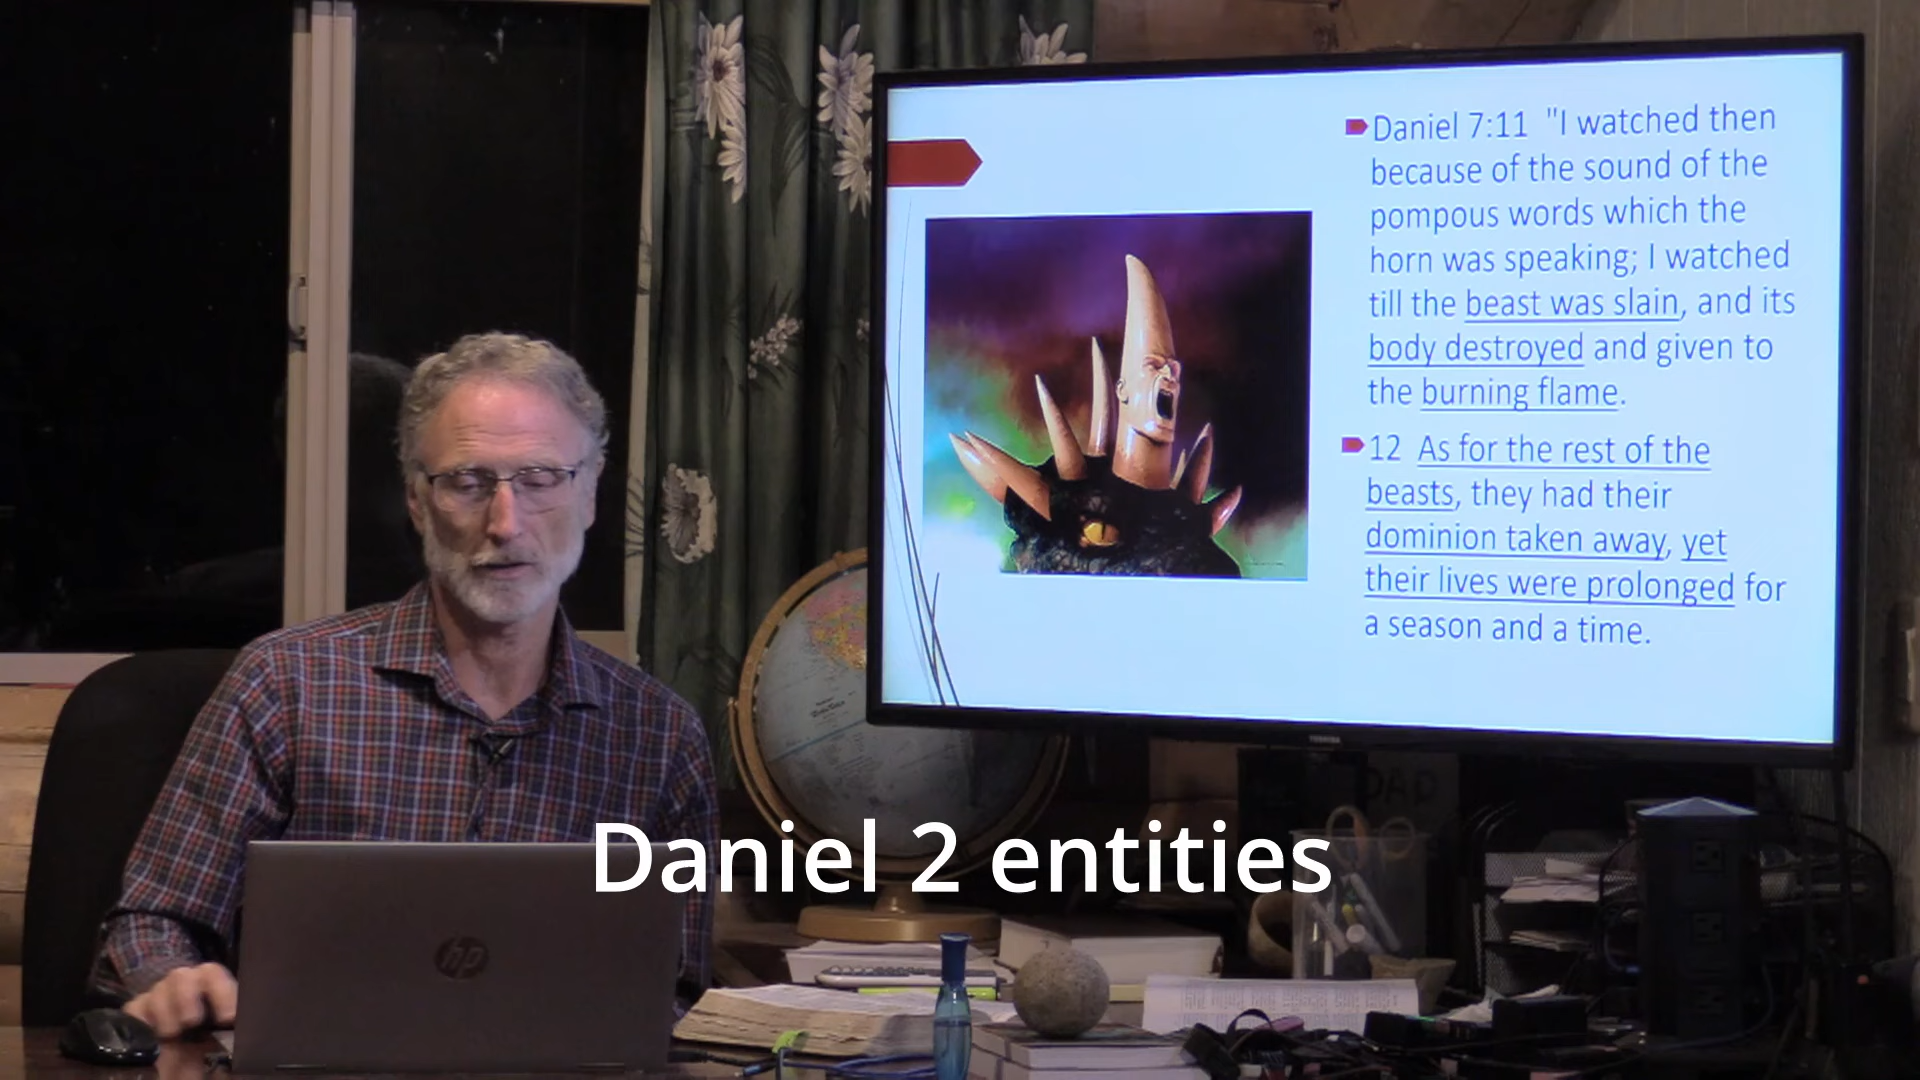 Daniel 7:11 "I watched then
because of the sound of the
pompous words which the
horn was speaking; I watched
till the beast was slain, and its
body destroyed and given to
the burning flame.
12 As for the rest of the
beasts, they had their
dominion taken away, yet
their lives were prolonged for
a season and a time.
TOSHIBA
DAD
Daniel 2 entities
hp